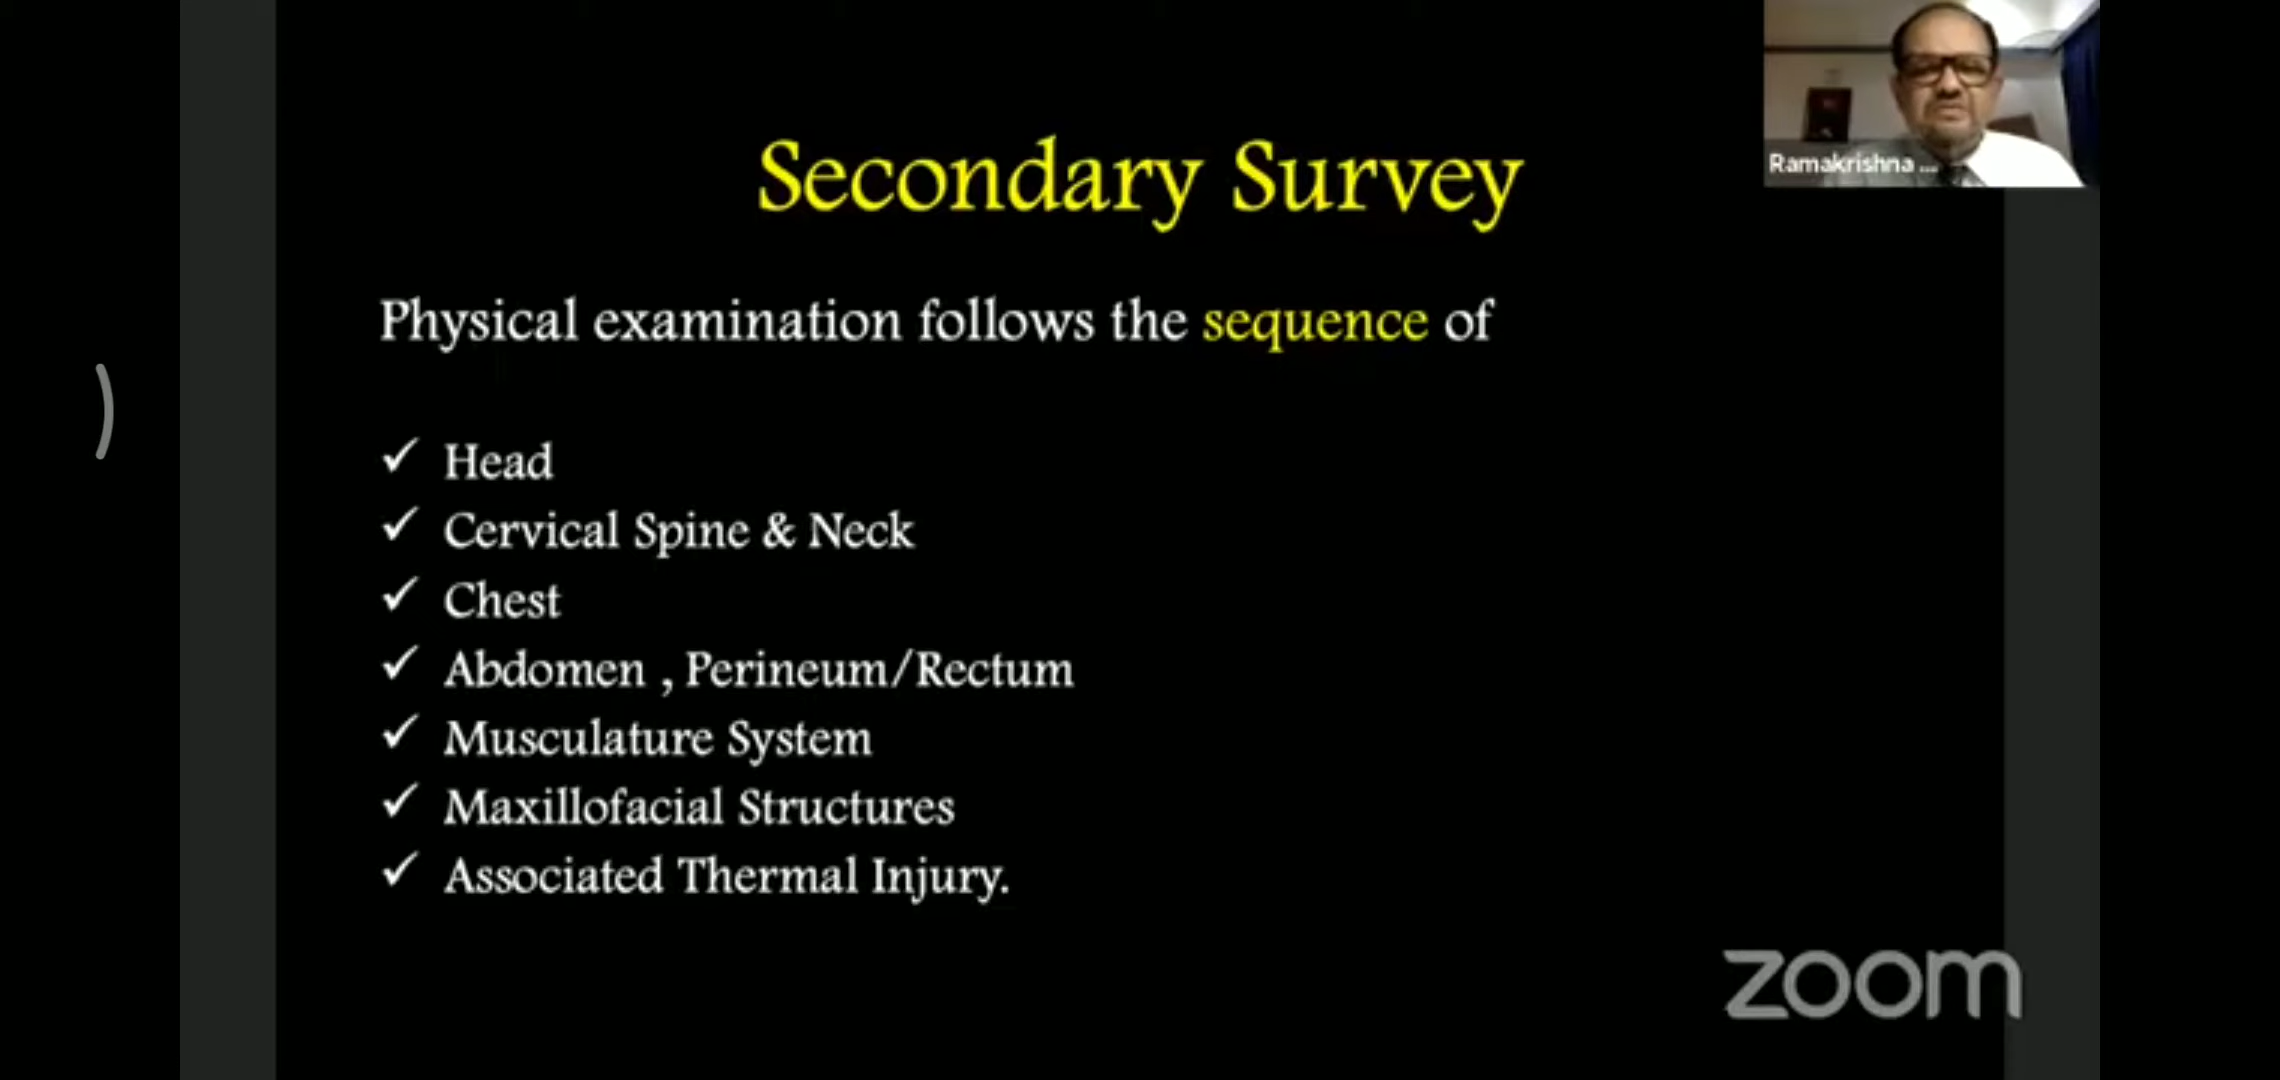 Secondary Survey
Ramakrishna ...
Physical examination follows the sequence of
✓ Head
✓ Cervical Spine & Neck
✓ Chest
✓ Abdomen , Perineum/Rectum
✓ Musculature System
✓ Maxillofacial Structures
✓ Associated Thermal Injury.
zoom